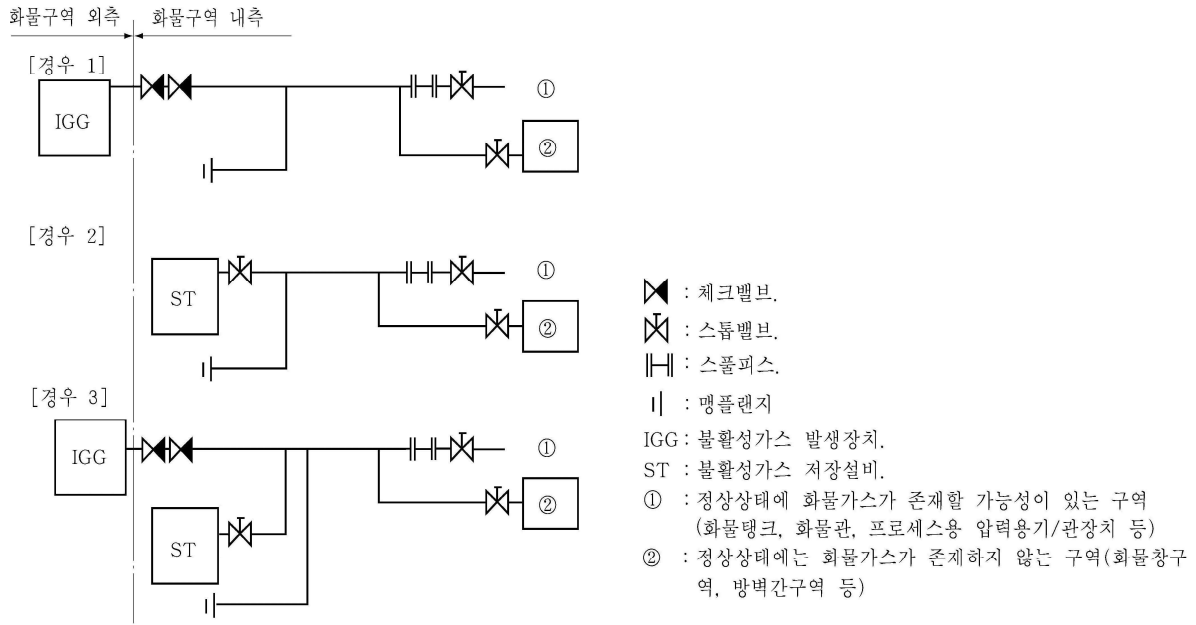 화물구역 외측 화물구역 내측
[경우 1]
IGG
①
②
[경우 2]
ST
①
②
[경우 3]
IGG
ST
①
②
: 체크밸브.
: 스톱밸브.
: 스풀피스.
: 맹플랜지
IGG : 불활성가스 발생장치.
ST : 불활성가스 저장설비.
① : 정상상태에 화물가스가 존재할 가능성이 있는 구역
(화물탱크, 화물관, 프로세스용 압력용기/관장치 등)
② : 정상상태에는 화물가스가 존재하지 않는 구역(화물창구
역, 방벽간구역 등)